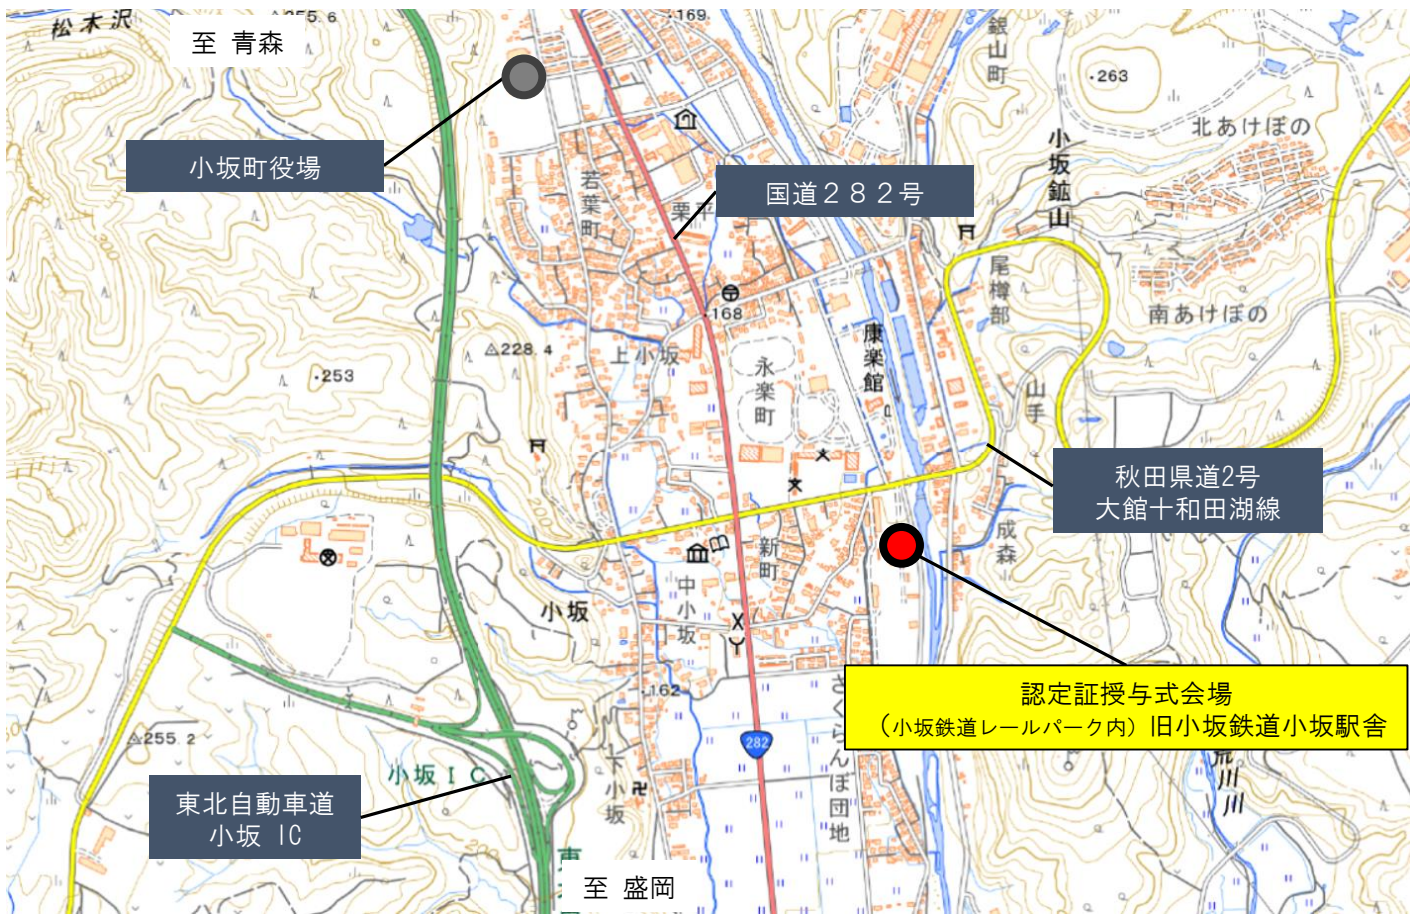 松木沢
255.6
至 青森
169.
銀山町
・263
北あけぼの
小坂町役場
若葉町
国道２８２号
栗平
小坂鉱山
尾樽部
南あけぼの
・168
228.4
上小坂
康楽館
・253
永楽町
山手
秋田県道2号
大館十和田湖線
新町
成森
中小坂
小坂
認定証授与式会場
（小坂鉄道レールパーク内）旧小坂鉄道小坂駅舎
・162
さくらんぼ団地
255.2
282
小坂ＩＣ
下小坂
荒川川
東北自動車道
小坂 IC
東
至 盛岡